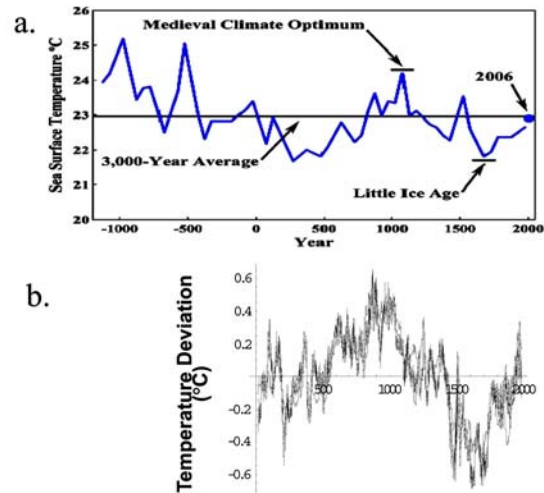 a.
Medieval Climate Optimum
2006
3,000-Year Average
Little Ice Age
Sea Surface Temperature °C
26
25
24
23
22
21
20
-1000
-500
0
500
1000
1500
2000
Year
b.
Temperature Deviation
(°C)
0.6
0.4
0.2
-0.2
-0.4
-0.6
500
1000
1500
2000